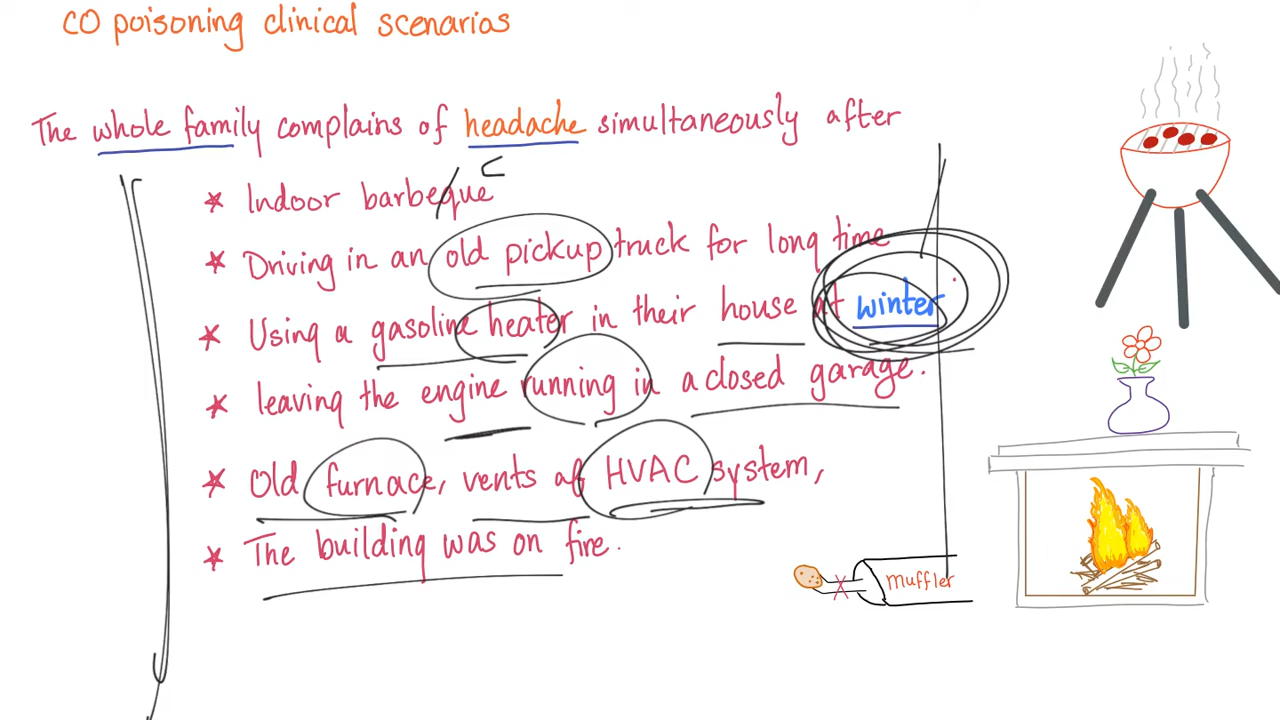 CO poisoning clinical scenarios
The whole family complains of headache simultaneously after
* Indoor barbeque c
* Driving in an old pickup truck for long time
* Using a gasoline heater in their house at winter
* leaving the engine running in a closed garage.
* Old furnace, vents of HVAC system,
* The building was on fire.
muffler